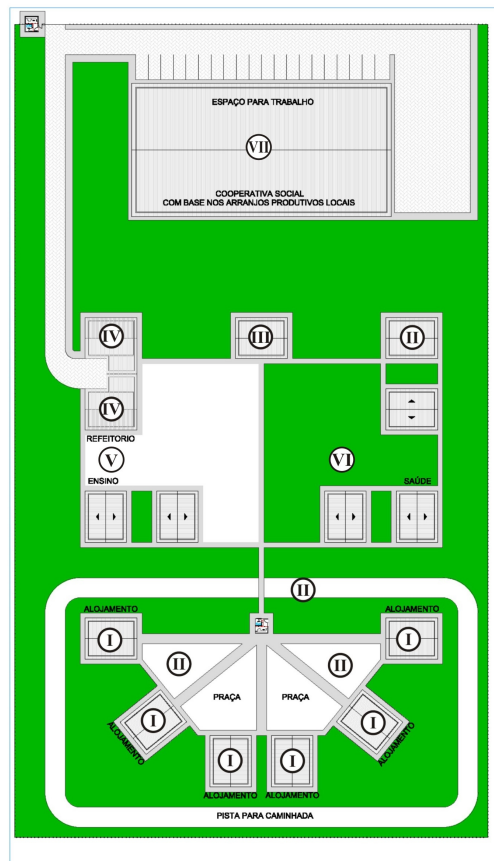 ESPAÇO PARA TRABALHO
VII
COOPERATIVA SOCIAL
COM BASE NOS ARRANJOS PRODUTIVOS LOCAIS
IV
III
II
IV
REFEITORIO
V
VI
ENSINO
SAÚDE
II
ALOJAMENTO
ALOJAMENTO
I
I
II
II
PRAÇA
PRAÇA
I
I
ALOJAMENTO
ALOJAMENTO
I
I
ALOJAMENTO
ALOJAMENTO
PISTA PARA CAMINHADA